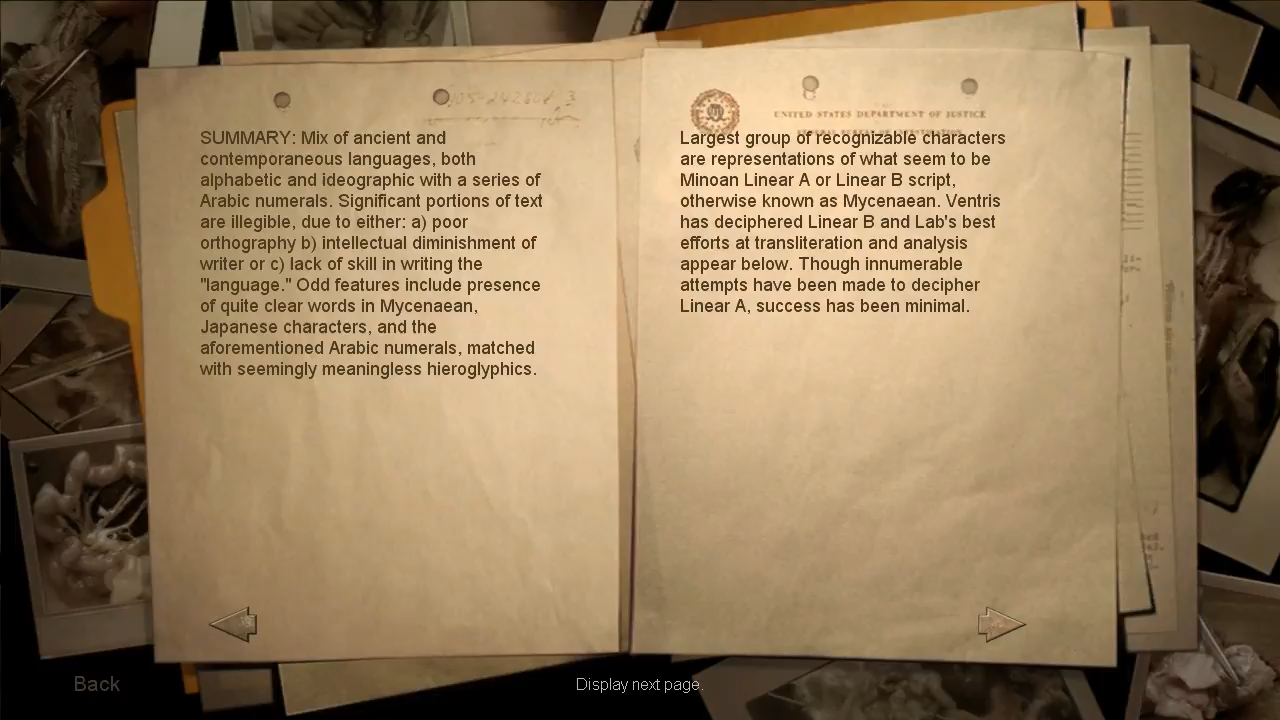 SUMMARY: Mix of ancient and
contemporaneous languages, both
alphabetic and ideographic with a series of
Arabic numerals. Significant portions of text
are illegible, due to either: a) poor
orthography b) intellectual diminishment of
writer or c) lack of skill in writing the
"language." Odd features include presence
of quite clear words in Mycenaean,
Japanese characters, and the
aforementioned Arabic numerals, matched
with seemingly meaningless hieroglyphics.
UNITED STATES DEPARTMENT OF JUSTICE
FEDERAL BUREAU OF INVESTIGATION
Largest group of recognizable characters
are representations of what seem to be
Minoan Linear A or Linear B script,
otherwise known as Mycenaean. Ventris
has deciphered Linear B and Lab's best
efforts at transliteration and analysis
appear below. Though innumerable
attempts have been made to decipher
Linear A, success has been minimal.
Back
Display next page.